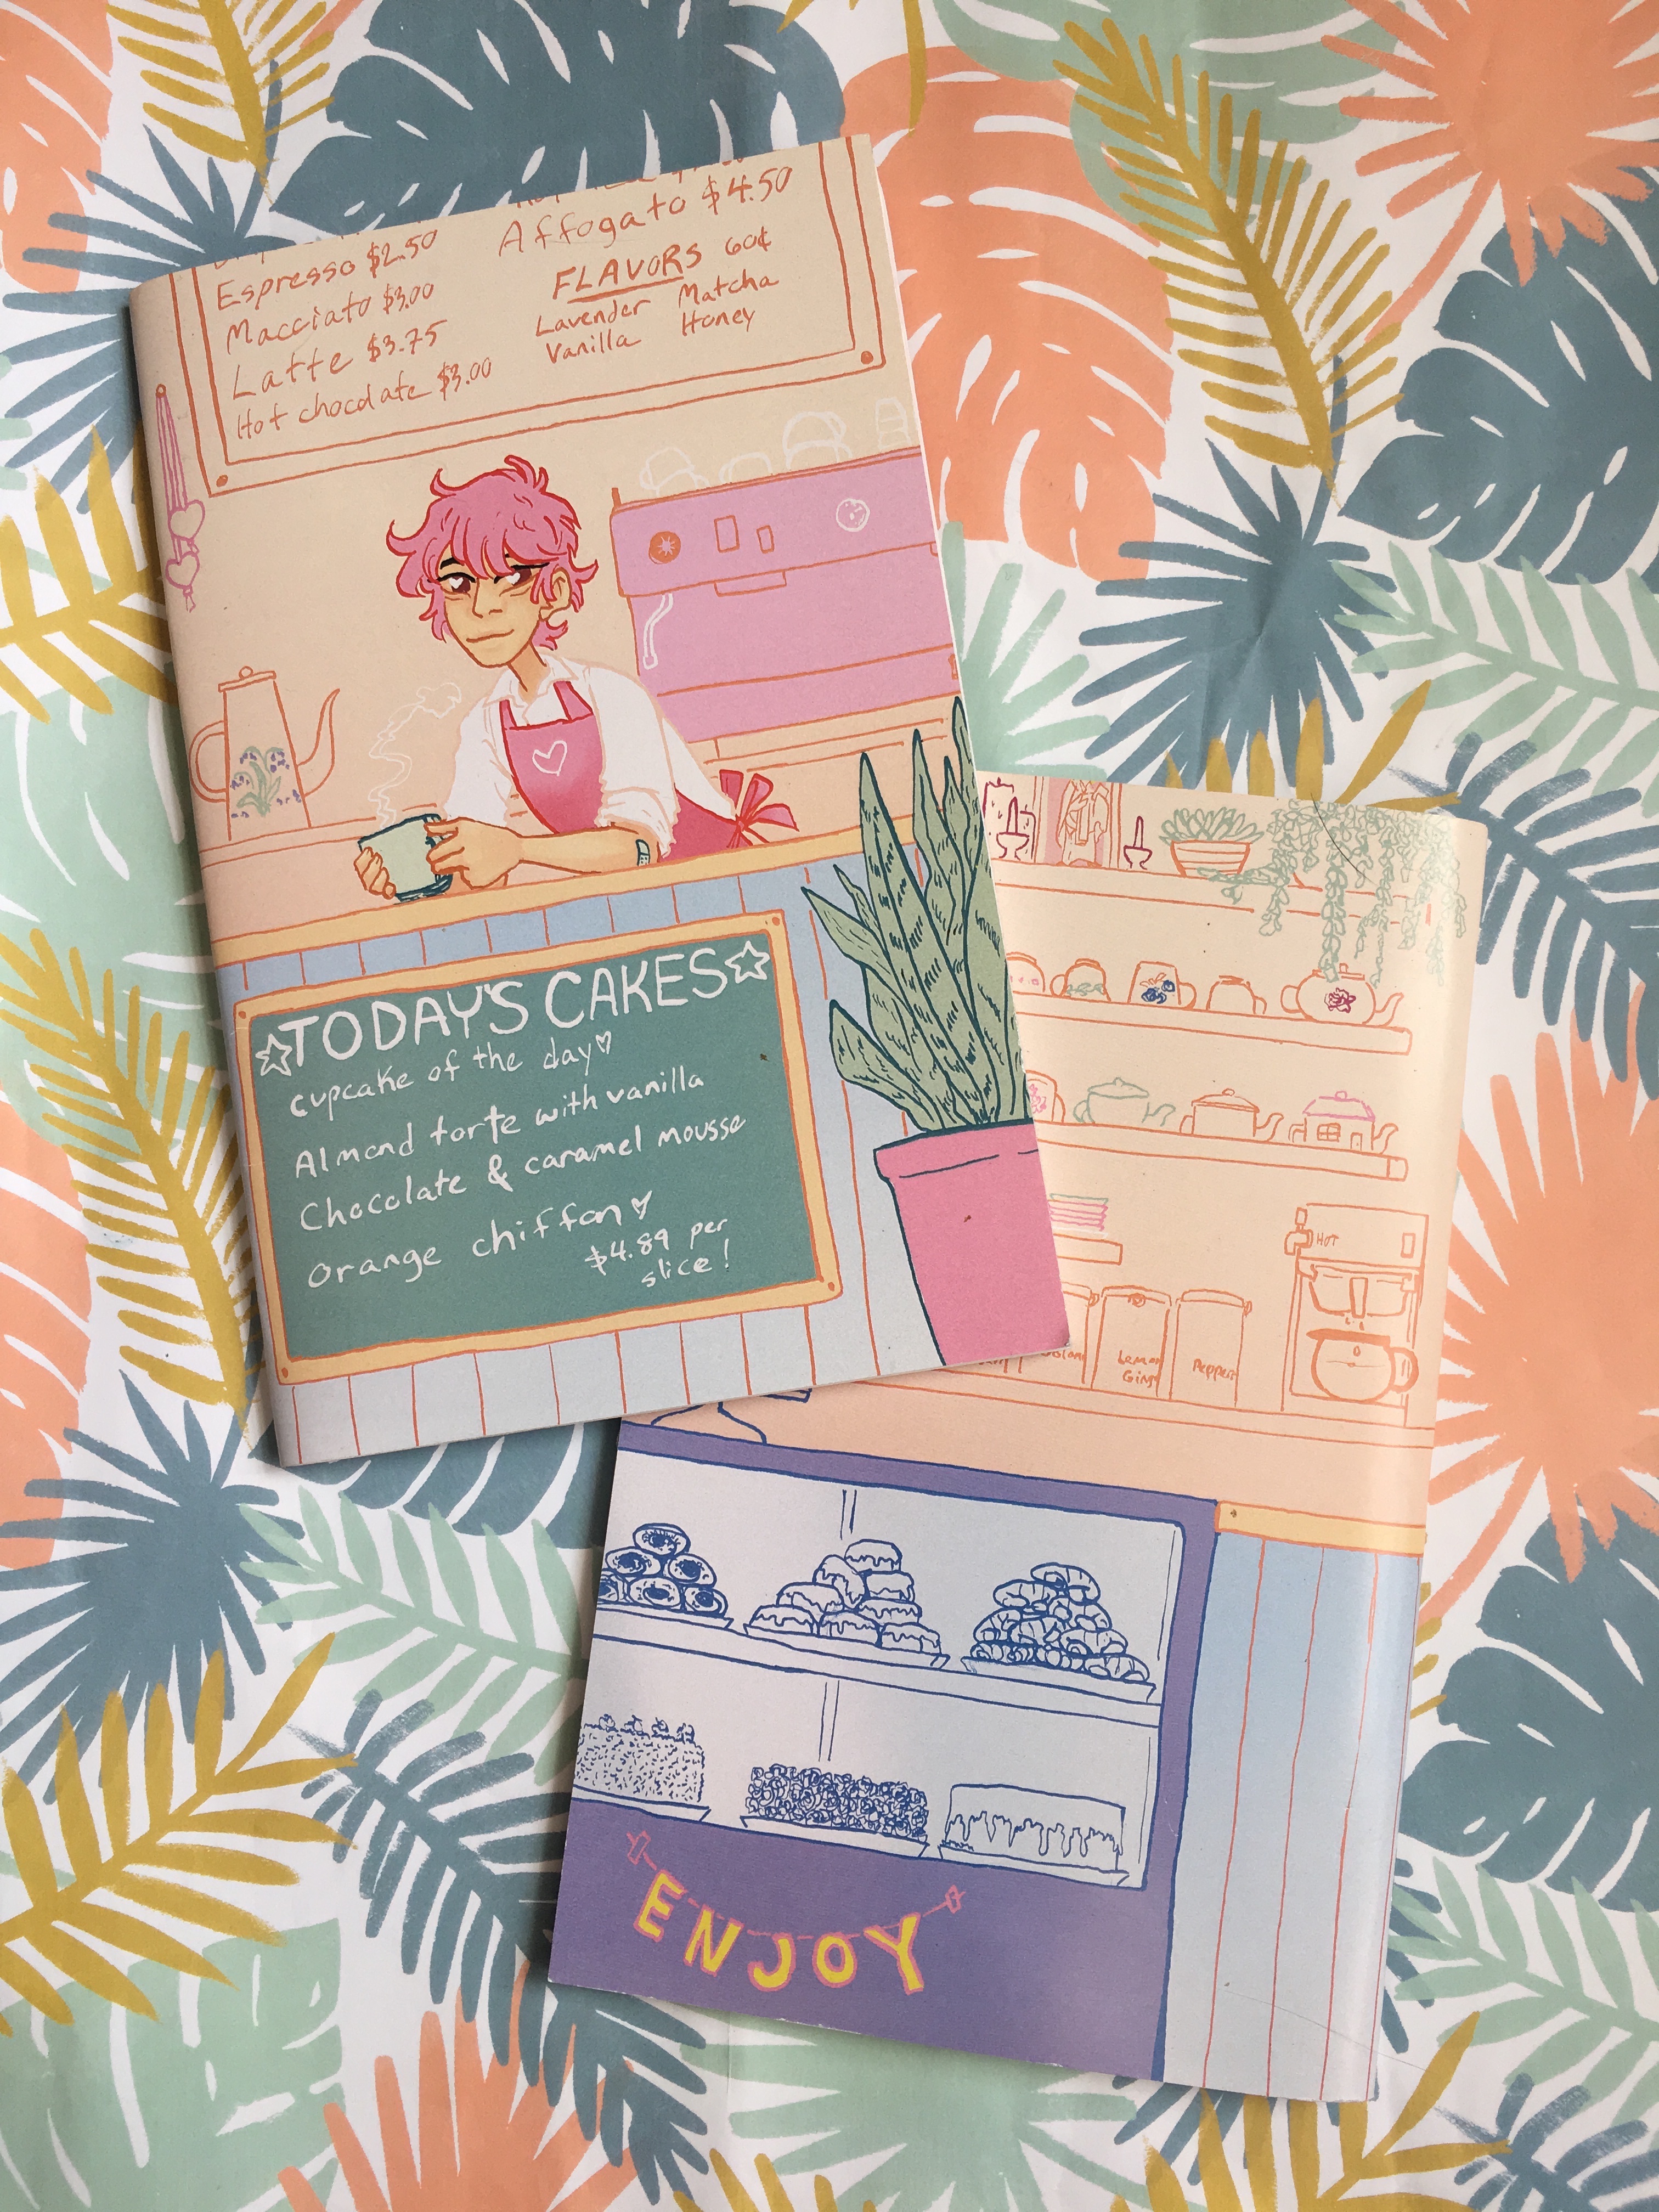 Affogato $4.50
Espresso $2.50
Macciato $3.00
Latte $3.75
Hot chocolate $3.00
FLAVORS 60¢
Lavender Matcha
Vanilla Honey
☆TODAY'S CAKES☆
cupcake of the day♡
Almond torte with vanilla
Chocolate & caramel mousse
orange chiffon♡
$4.89 per
slice!
HOT
Lemon
Ging
Pepper
ENJOY